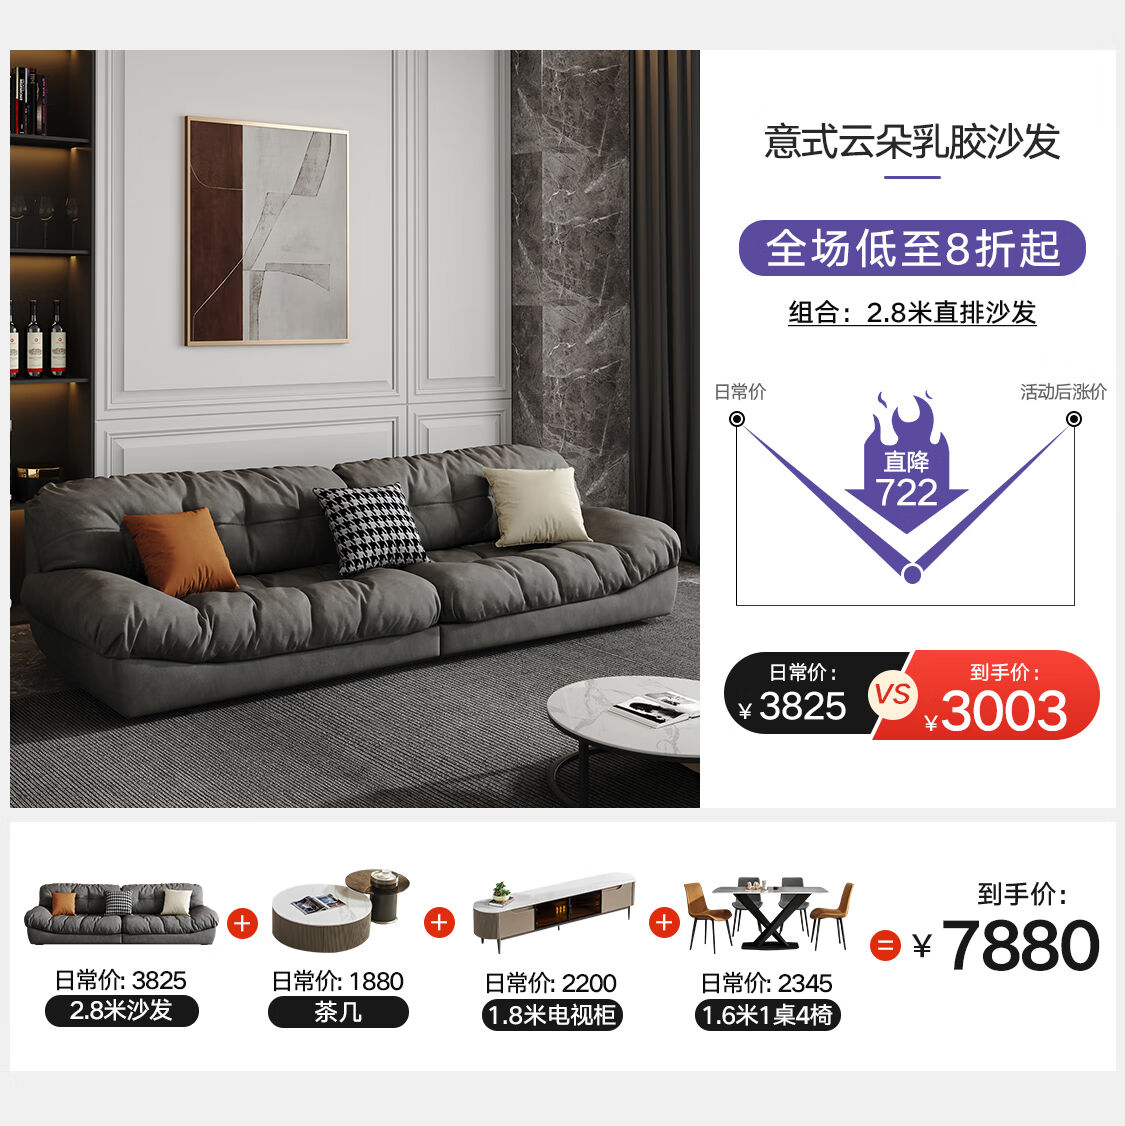 意式云朵乳胶沙发
全场低至8折起
组合：2.8米直排沙发
日常价
活动后涨价
直降
722
日常价：
¥3825
VS
到手价：
¥3003
日常价: 3825
2.8米沙发
+
日常价: 1880
茶几
+
日常价: 2200
1.8米电视柜
+
日常价: 2345
1.6米1桌4椅
=
到手价：
¥7880